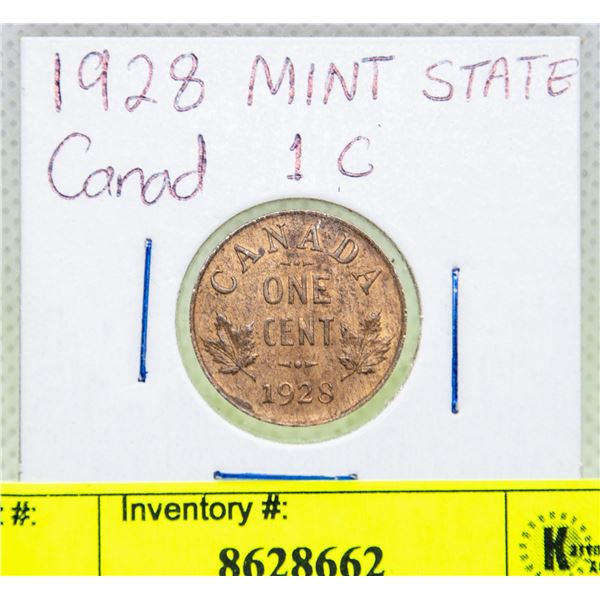 1928 MINT STATE
Canad 1 C
CANADA
ONE
CENT
1928
#:
Inventory #:
8628662
K